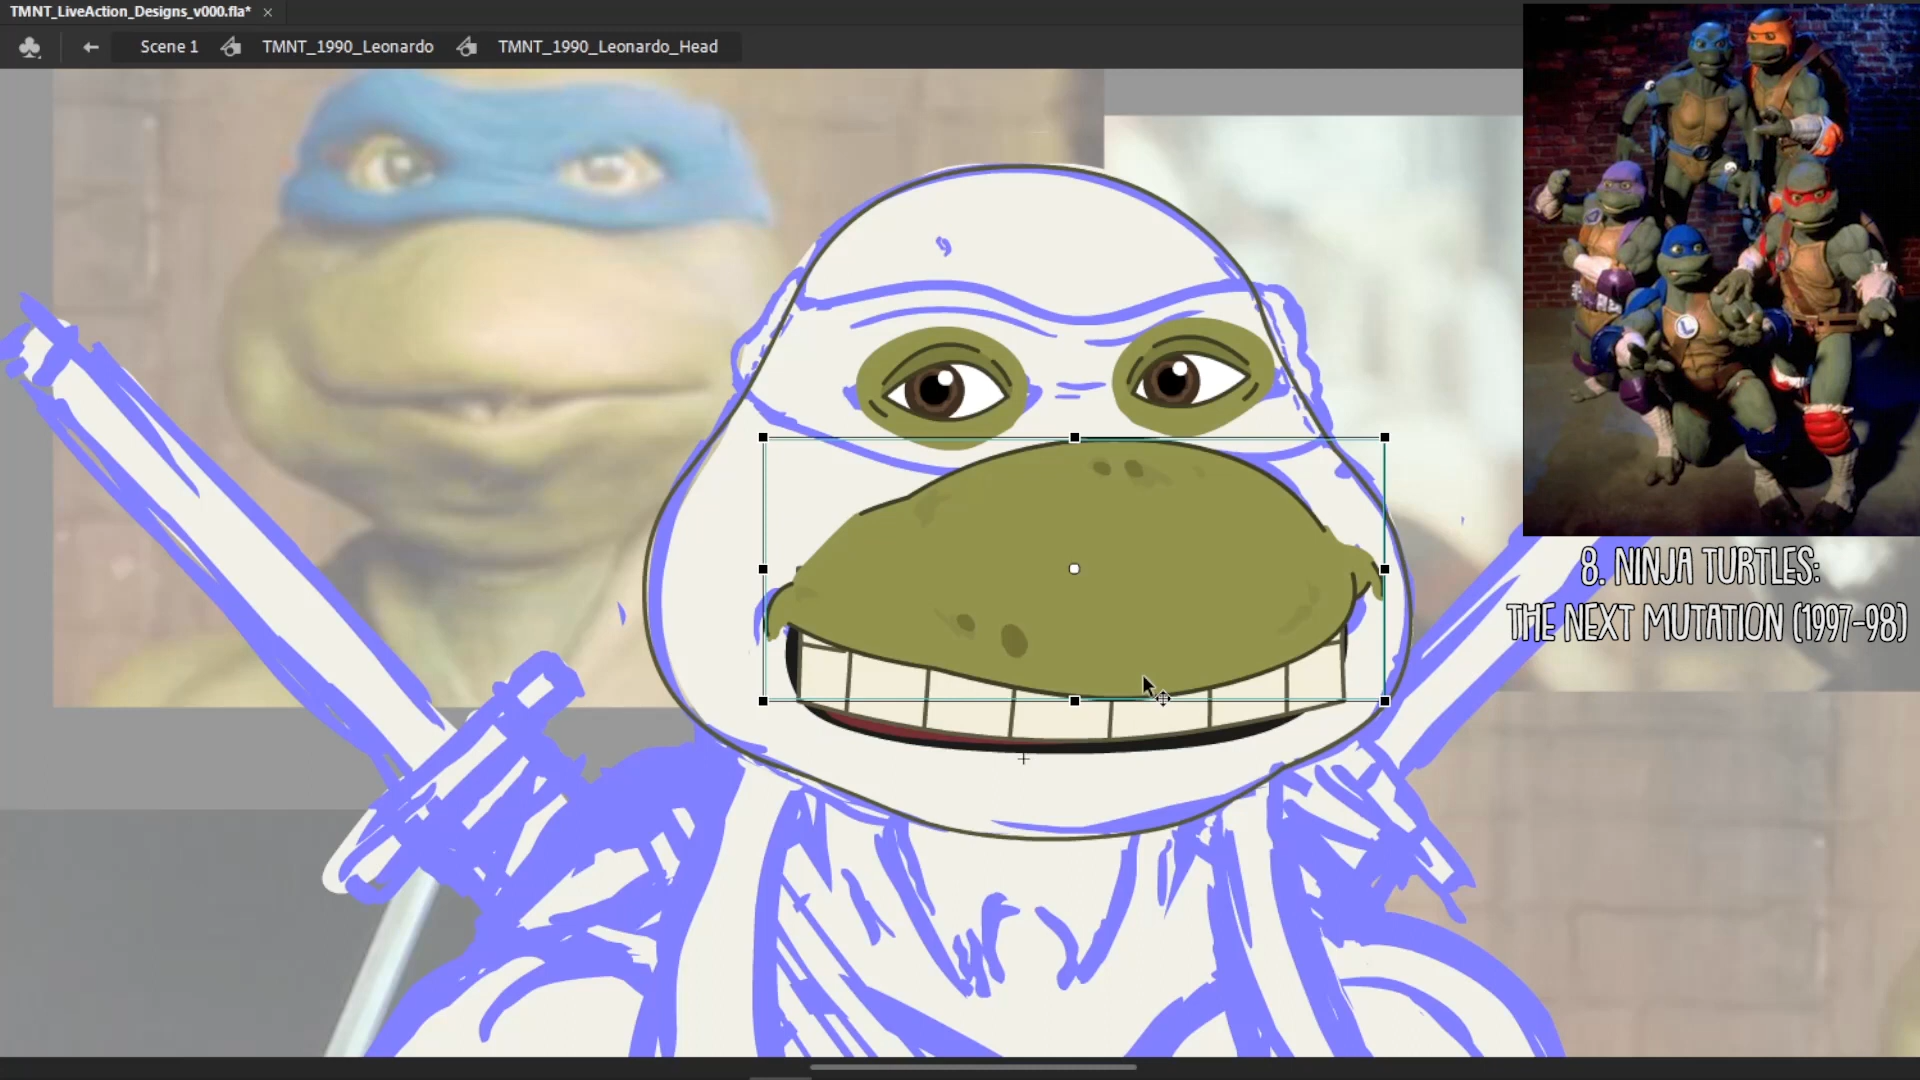 TMNT_LiveAction_Designs_v000.fla* ×
Scene 1 TMNT_1990_Leonardo TMNT_1990_Leonardo_Head
L
8. NINJA TURTLES:
THE NEXT MUTATION (1997-98)